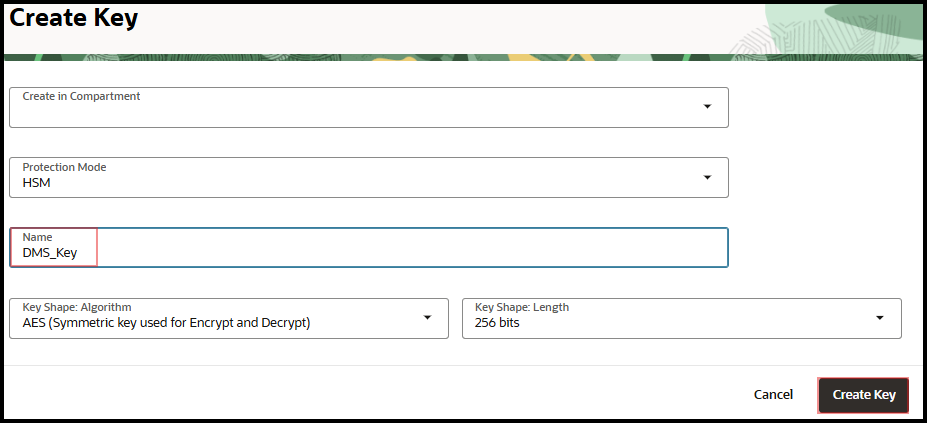 Create Key
Create in Compartment
Protection Mode
HSM
Name
DMS_Key
Key Shape: Algorithm
AES (Symmetric key used for Encrypt and Decrypt)
Key Shape: Length
256 bits
Cancel
Create Key